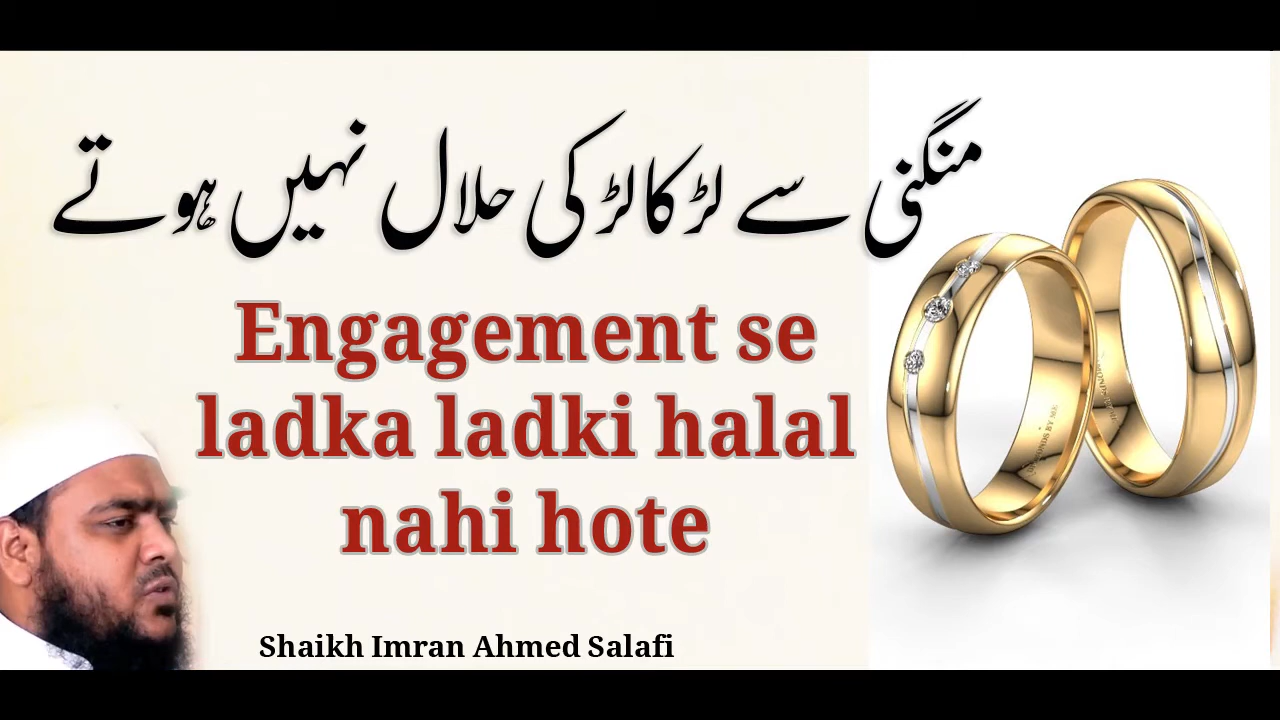 منگنی سے لڑکا لڑکی حلال نہیں ہوتے
Engagement se
ladka ladki halal
nahi hote
Shaikh Imran Ahmed Salafi